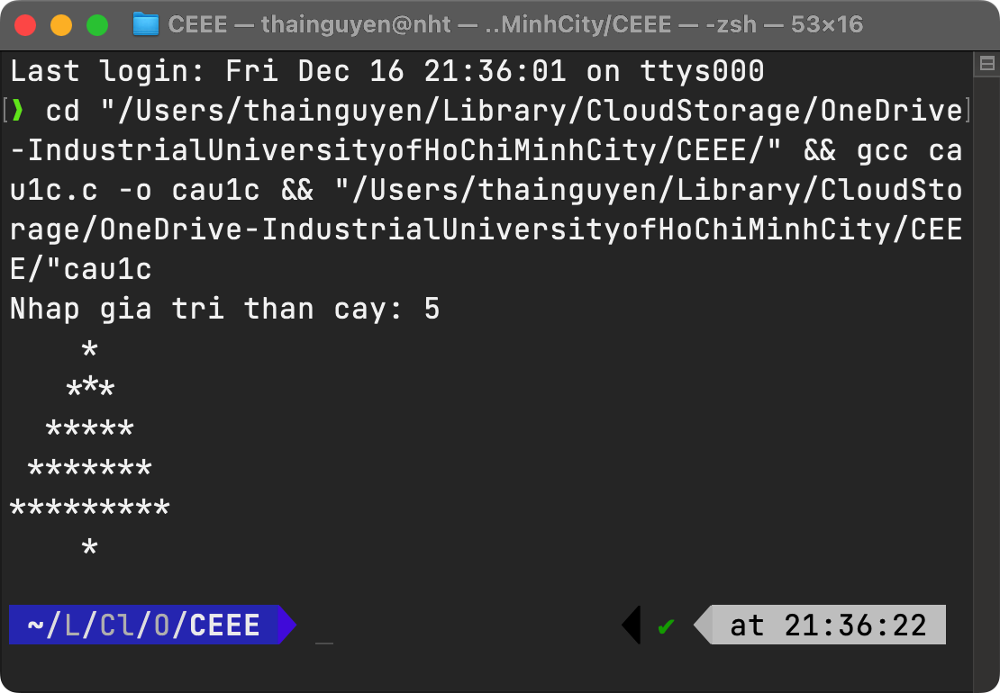 CEEE — thainguyen@nht — ..MinhCity/CEEE — -zsh — 53×16
Last login: Fri Dec 16 21:36:01 on ttys000
❯ cd "/Users/thainguyen/Library/CloudStorage/OneDrive
-IndustrialUniversityofHoChiMinhCity/CEEE/" && gcc ca
u1c.c -o cau1c && "/Users/thainguyen/Library/CloudSto
rage/OneDrive-IndustrialUniversityofHoChiMinhCity/CEE
E/"cau1c
Nhap gia tri than cay: 5
    *
   ***
  *****
 *******
*********
    *
~/L/Cl/O/CEEE _ ✔ at 21:36:22